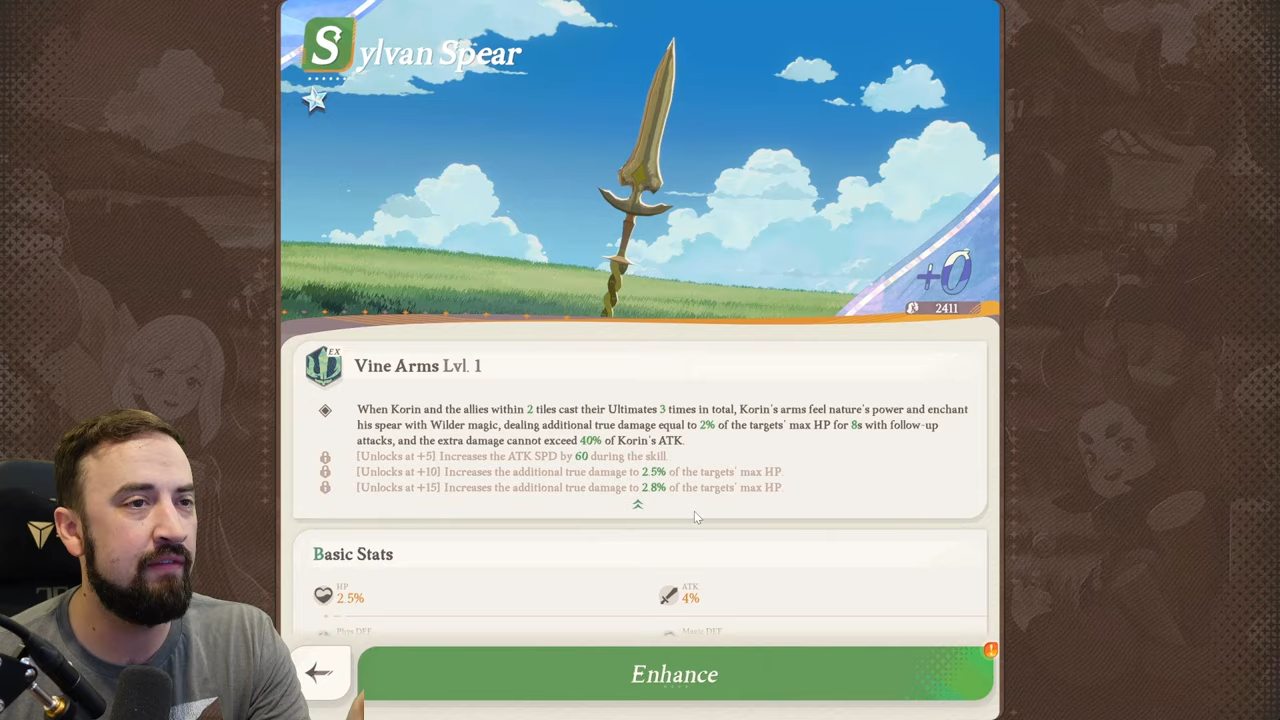 Sylvan Spear
+0
2411
EX
Vine Arms Lvl. 1
When Korin and the allies within 2 tiles cast their Ultimates 3 times in total, Korin's arms feel nature's power and enchant
his spear with Wilder magic, dealing additional true damage equal to 2% of the targets' max HP for 8s with follow-up
attacks, and the extra damage cannot exceed 40% of Korin's ATK.
[Unlocks at +5] Increases the ATK SPD by 60 during the skill.
[Unlocks at +10] Increases the additional true damage to 2.5% of the targets' max HP.
[Unlocks at +15] Increases the additional true damage to 2.8% of the targets' max HP.
Basic Stats
HP
2.5%
ATK
4%
Phys DEF
Magic DEF
Enhance